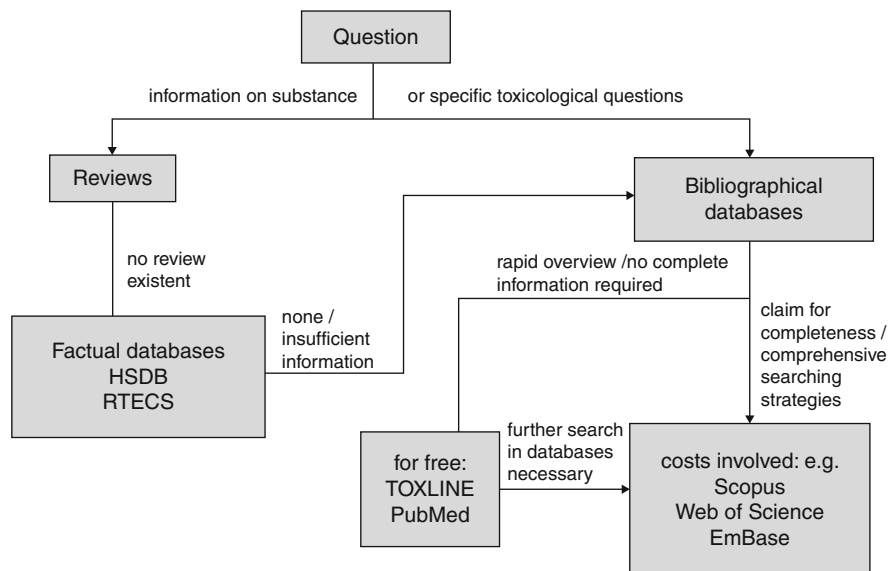 Question
information on substance
or specific toxicological questions
Reviews
Bibliographical
databases
no review
existent
rapid overview /no complete
information required
none /
insufficient
information
claim for
completeness /
comprehensive
searching
strategies
Factual databases
HSDB
RTECS
for free:
TOXLINE
PubMed
further search
in databases
necessary
costs involved: e.g.
Scopus
Web of Science
EmBase